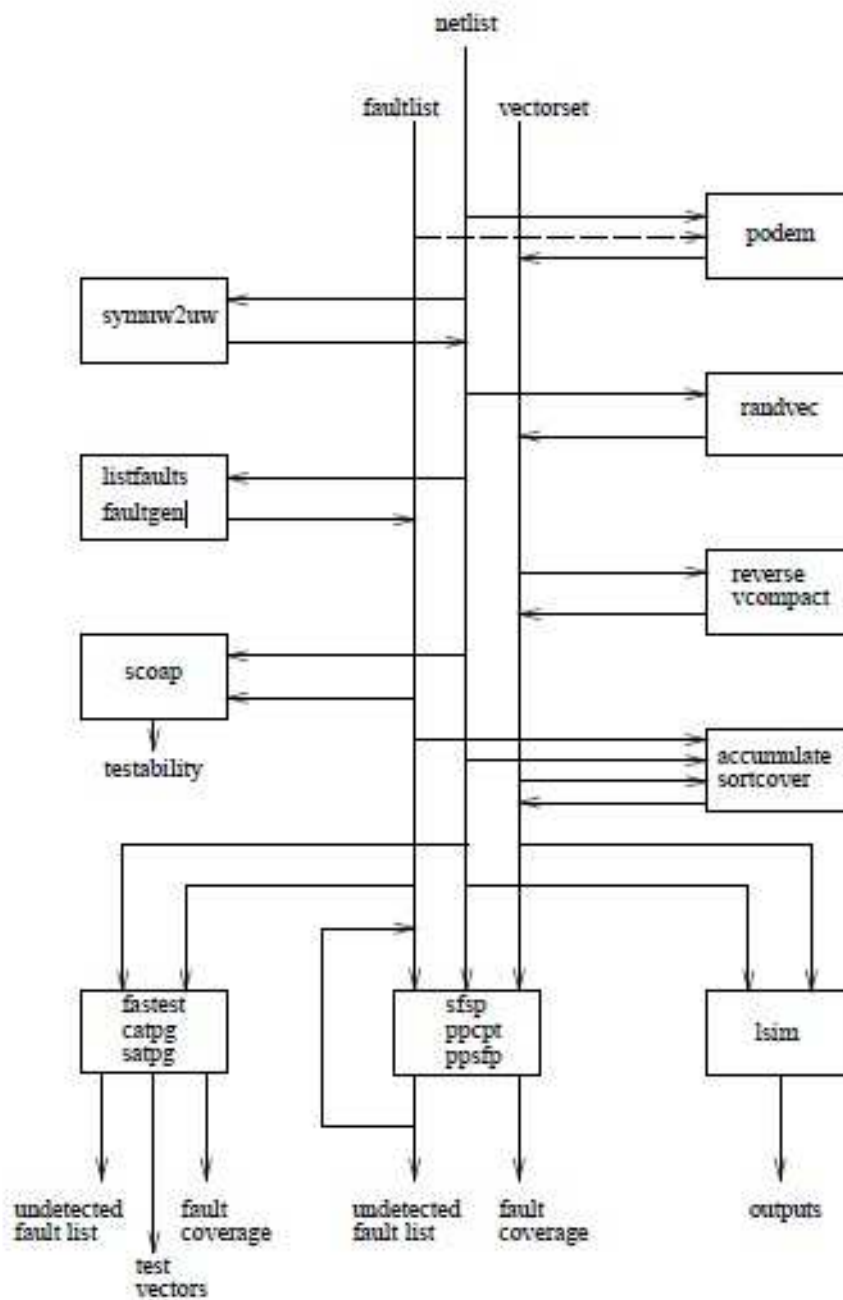 netlist
faultlist
vectorset
podem
symuw2uw
randvec
listfaults
faultgen
reverse
vcompact
scoap
testability
accumulate
sortcover
fastest
catpg
satpg
sfsp
ppcpt
ppsfp
lsim
undetected
fault list
fault
coverage
test
vectors
undetected
fault list
fault
coverage
outputs